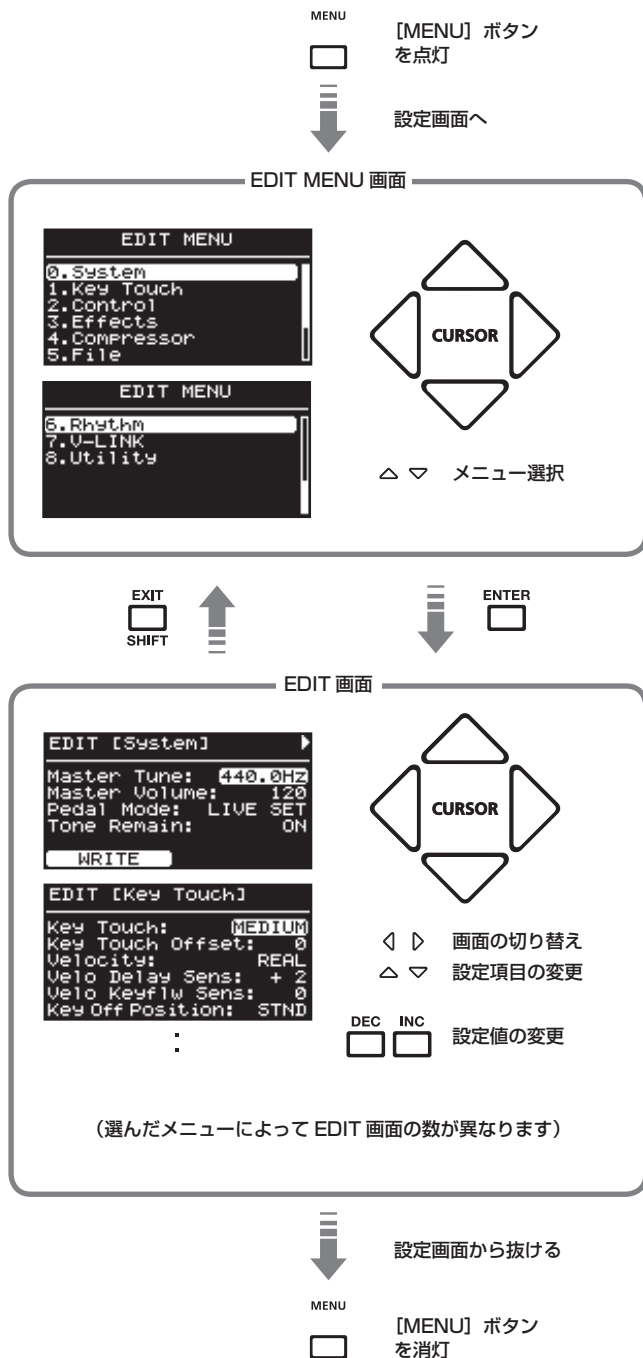 MENU
［MENU］ボタン
を点灯
設定画面へ
EDIT MENU 画面
EDIT MENU
0.System
1.Key Touch
2.Control
3.Effects
4.Compressor
5.File
CURSOR
EDIT MENU
6.Rhythm
7.V-LINK
8.Utility
△ ▽ メニュー選択
EXIT
SHIFT
ENTER
EDIT 画面
EDIT [System]
Master Tune: 440.0Hz
Master Volume: 120
Pedal Mode: LIVE SET
Tone Remain: ON
WRITE
CURSOR
EDIT [Key Touch]
Key Touch: MEDIUM
Key Touch Offset: 0
Velocity: REAL
Velo Delay Sens: + 2
Velo Keyflw Sens: 0
Key Off Position: STND
:
◁ ▷ 画面の切り替え
△ ▽ 設定項目の変更
DEC INC
設定値の変更
（選んだメニューによって EDIT 画面の数が異なります）
設定画面から抜ける
MENU
［MENU］ボタン
を消灯